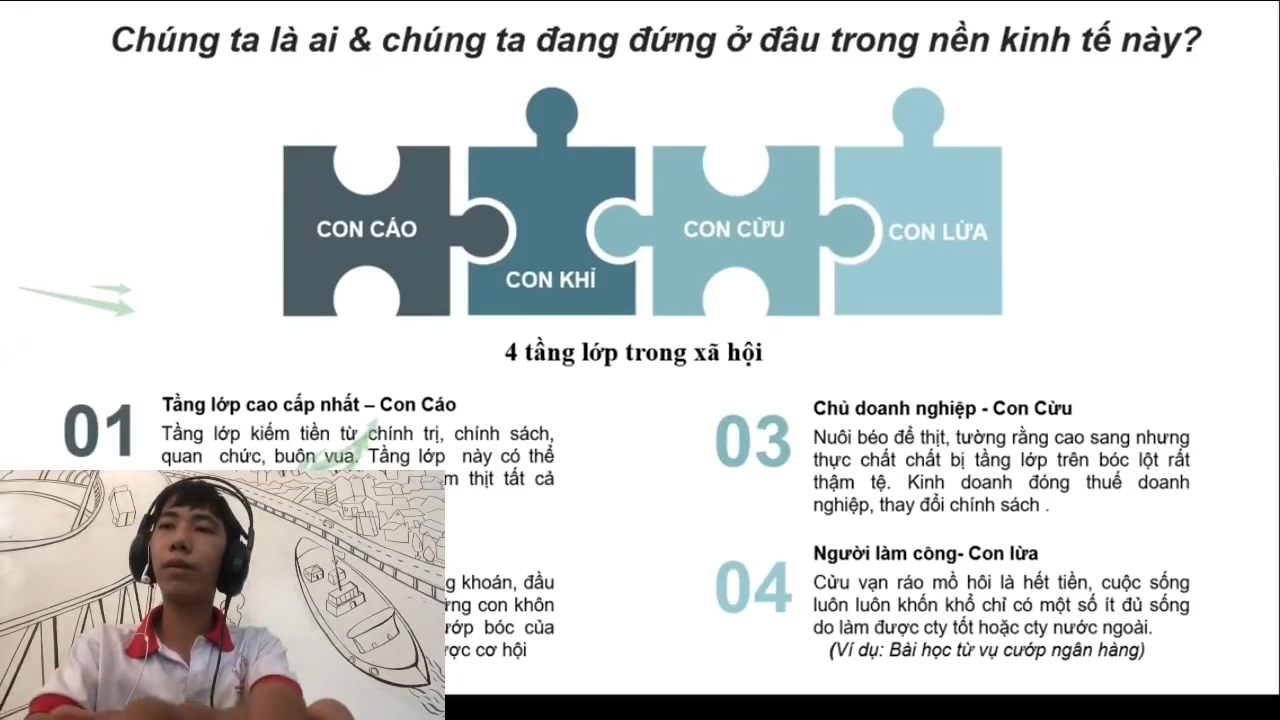 Chúng ta là ai & chúng ta đang đứng ở đâu trong nền kinh tế này?
CON CÁO
CON KHỈ
CON CỪU
CON LỪA
4 tầng lớp trong xã hội
01
Tầng lớp cao cấp nhất – Con Cáo
Tầng lớp kiếm tiền từ chính trị, chính sách,
quan chức, buôn vua. Tầng lớp này có thể
thịt tất cả
khoán, đầu
con khôn
bóc của
cơ hội
03
Chủ doanh nghiệp - Con Cừu
Nuôi béo để thịt, tường rằng cao sang nhưng
thực chất chất bị tầng lớp trên bóc lột rất
thậm tệ. Kinh doanh đóng thuế doanh
nghiệp, thay đổi chính sách .
04
Người làm công- Con lừa
Cửu vạn ráo mồ hôi là hết tiền, cuộc sống
luôn luôn khốn khổ chỉ có một số ít đủ sống
do làm được cty tốt hoặc cty nước ngoài.
(Ví dụ: Bài học từ vụ cướp ngân hàng)